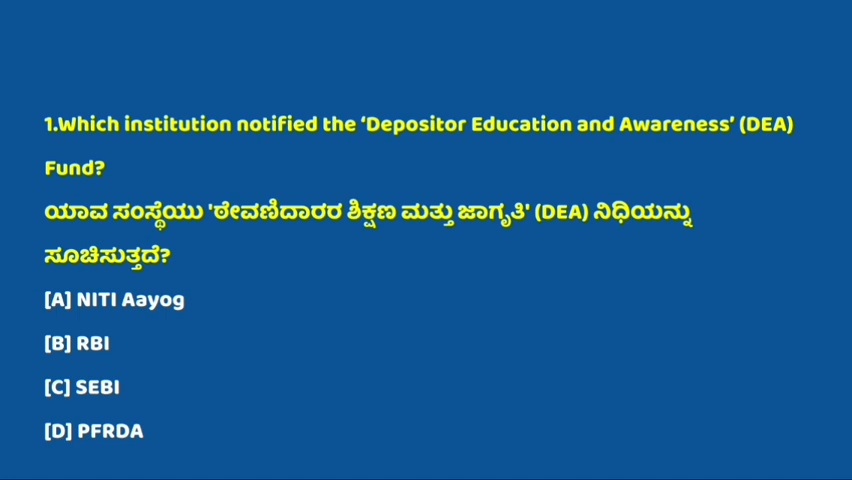 1.Which institution notified the ‘Depositor Education and Awareness’ (DEA)
Fund?
ಯಾವ ಸಂಸ್ಥೆಯು 'ಠೇವಣಿದಾರರ ಶಿಕ್ಷಣ ಮತ್ತು ಜಾಗೃತಿ' (DEA) ನಿಧಿಯನ್ನು
ಸೂಚಿಸುತ್ತದೆ?
[A] NITI Aayog
[B] RBI
[C] SEBI
[D] PFRDA